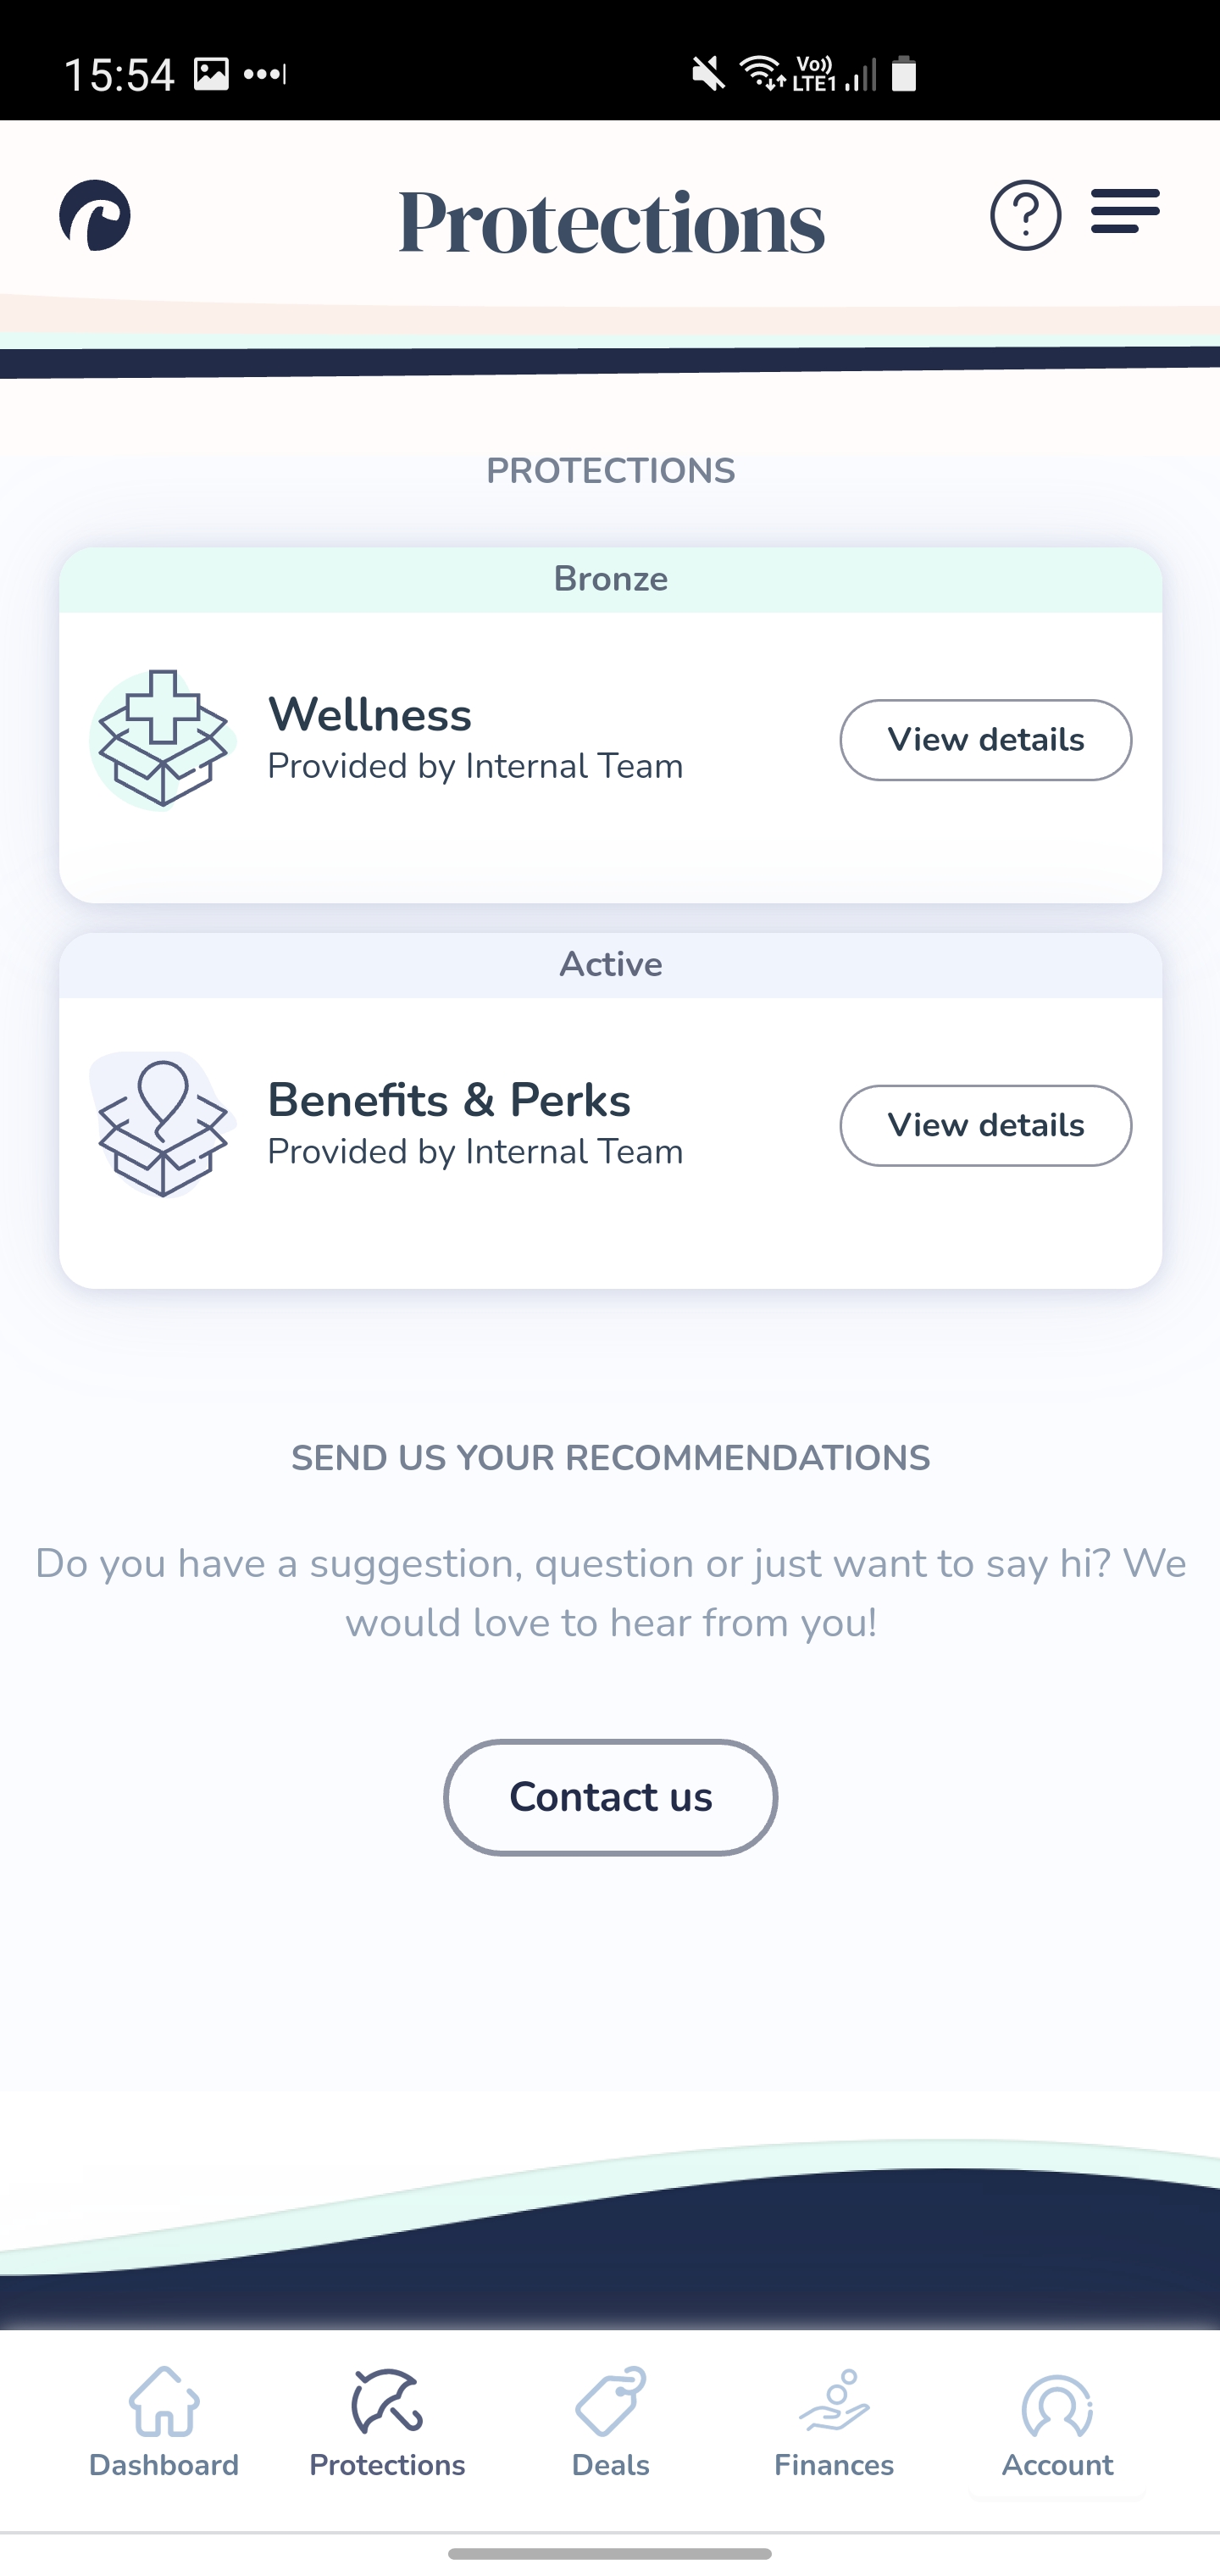 15:54
Vo))
LTE1
Protections
PROTECTIONS
Bronze
Wellness
Provided by Internal Team
View details
Active
Benefits & Perks
Provided by Internal Team
View details
SEND US YOUR RECOMMENDATIONS
Do you have a suggestion, question or just want to say hi? We
would love to hear from you!
Contact us
Dashboard
Protections
Deals
Finances
Account